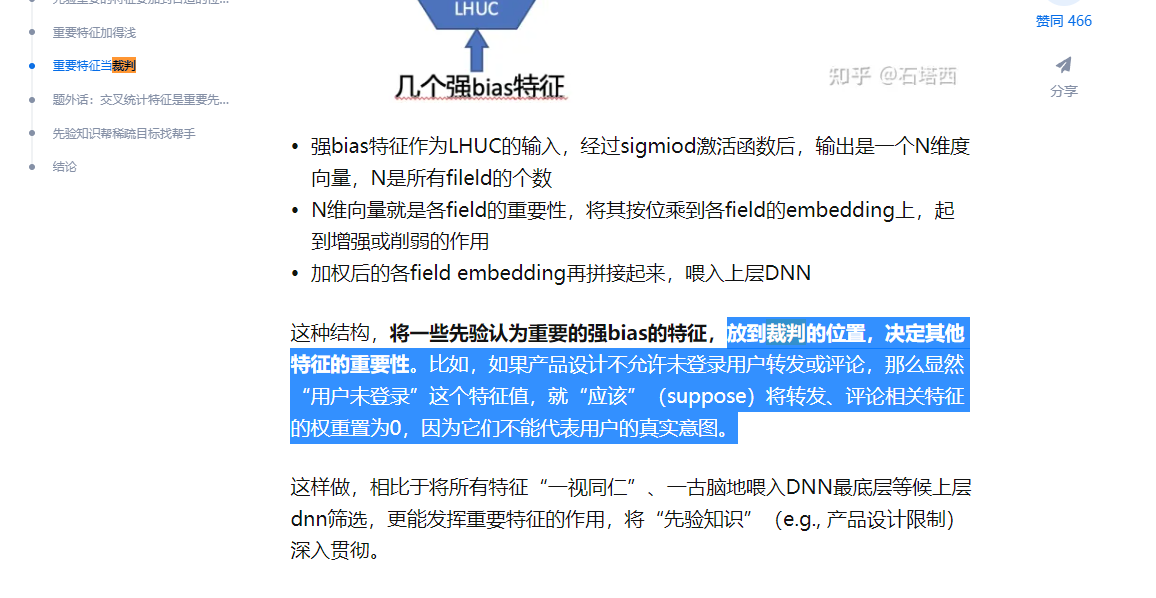 重要特征加得浅
重要特征当裁判
题外话：交叉统计特征是重要先...
先验知识帮稀疏目标找帮手
结论
LHUC
几个强bias特征
知乎 @石塔西
赞同 466
分享
• 强bias特征作为LHUC的输入，经过sigmiod激活函数后，输出是一个N维度
向量，N是所有fileld的个数
• N维向量就是各field的重要性，将其按位乘到各field的embedding上，起
到增强或削弱的作用
• 加权后的各field embedding再拼接起来，喂入上层DNN
这种结构，将一些先验认为重要的强bias的特征，放到裁判的位置，决定其他
特征的重要性。比如，如果产品设计不允许未登录用户转发或评论，那么显然
“用户未登录”这个特征值，就“应该”（suppose）将转发、评论相关特征
的权重置为0，因为它们不能代表用户的真实意图。
这样做，相比于将所有特征“一视同仁”、一古脑地喂入DNN最底层等候上层
dnn筛选，更能发挥重要特征的作用，将“先验知识”（e.g., 产品设计限制）
深入贯彻。